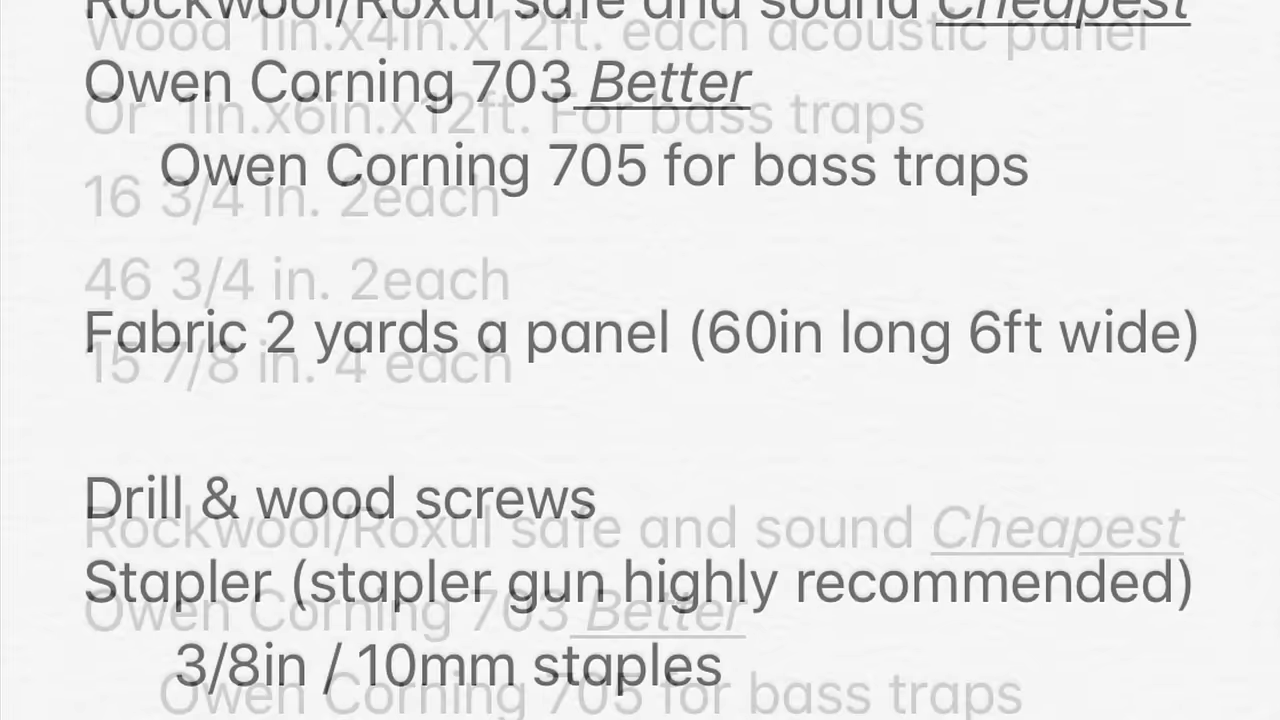 Rockwool/Roxul safe and sound Cheapest
Wood 1in.x4in.x12ft. each acoustic panel
Owen Corning 703 Better
Or 1in.x6in.x12ft. For bass traps
Owen Corning 705 for bass traps
16 3/4 in. 2each
46 3/4 in. 2each
Fabric 2 yards a panel (60in long 6ft wide)
15 7/8 in. 4 each
Drill & wood screws
Rockwool/Roxul safe and sound Cheapest
Stapler (stapler gun highly recommended)
Owen Corning 703 Better
3/8in / 10mm staples
Owen Corning 705 for bass traps